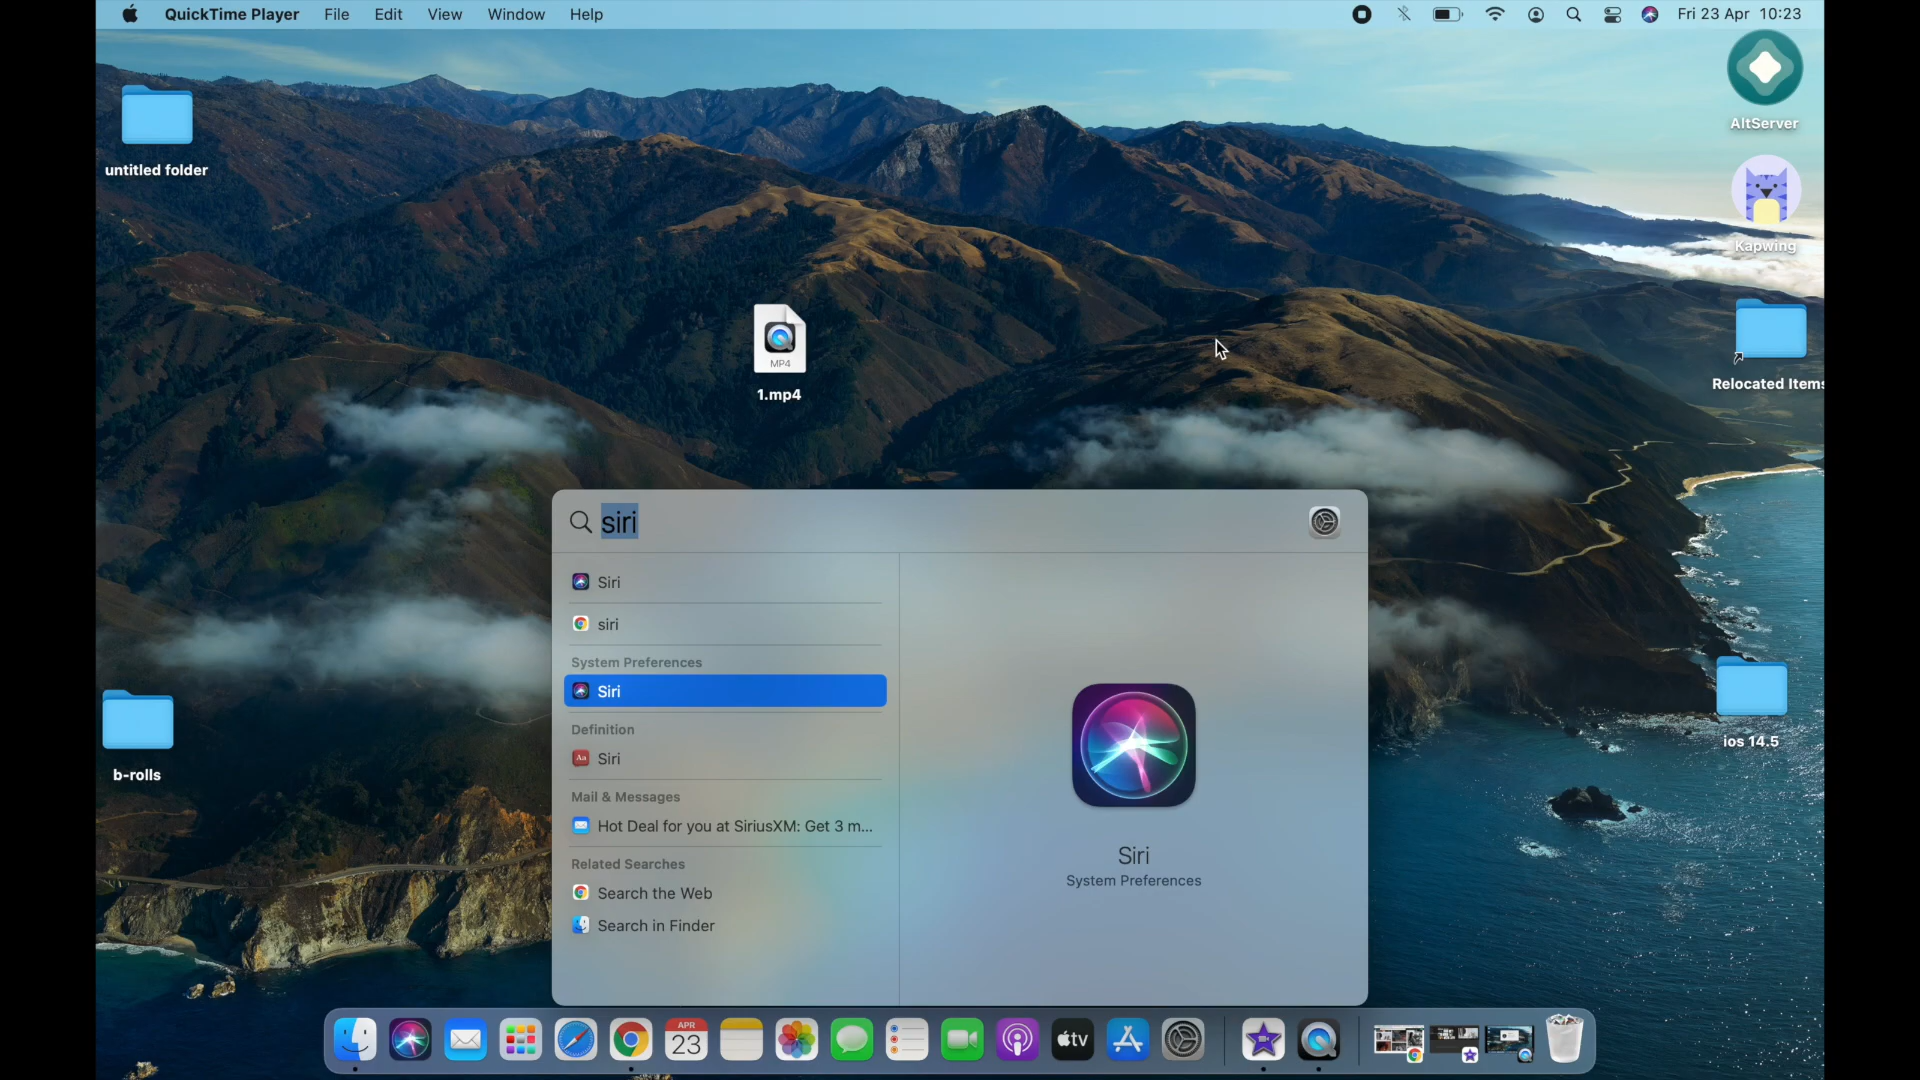 QuickTime Player File Edit View Window Help Fri 23 Apr 10:23
AltServer
untitled folder
Kapwing
MP4
1.mp4
Relocated Items
siri
Siri
siri
System Preferences
Siri
Definition
Aa Siri
Mail & Messages
Hot Deal for you at SiriusXM: Get 3 m...
Related Searches
Search the Web
Search in Finder
Siri
System Preferences
ios 14.5
b-rolls
APR
23
tv